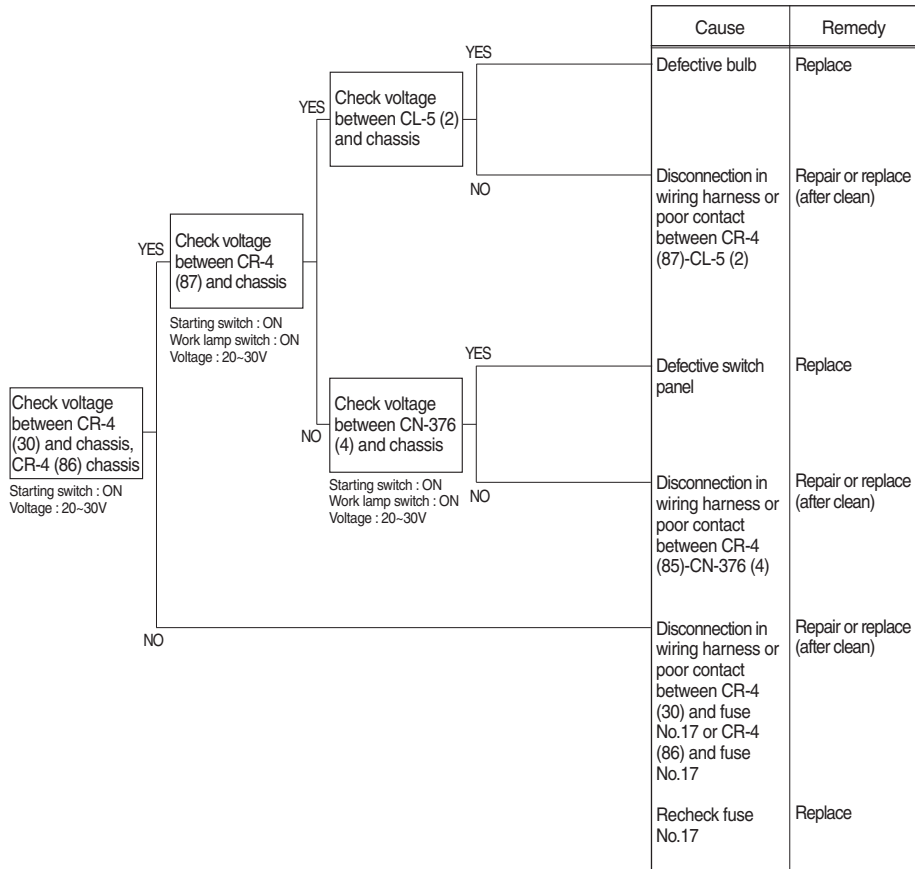 Cause
Remedy
YES
Defective bulb
Replace
YES
Check voltage
between CL-5 (2)
and chassis
NO
Disconnection in
wiring harness or
poor contact
between CR-4
(87)-CL-5 (2)
Repair or replace
(after clean)
YES
Check voltage
between CR-4
(87) and chassis
Starting switch : ON
Work lamp switch : ON
Voltage : 20~30V
YES
Defective switch
panel
Replace
Check voltage
between CR-4
(30) and chassis,
CR-4 (86) chassis
Starting switch : ON
Voltage : 20~30V
NO
Check voltage
between CN-376
(4) and chassis
Starting switch : ON
Work lamp switch : ON
Voltage : 20~30V
NO
Disconnection in
wiring harness or
poor contact
between CR-4
(85)-CN-376 (4)
Repair or replace
(after clean)
NO
Disconnection in
wiring harness or
poor contact
between CR-4
(30) and fuse
No.17 or CR-4
(86) and fuse
No.17
Repair or replace
(after clean)
Recheck fuse
No.17
Replace